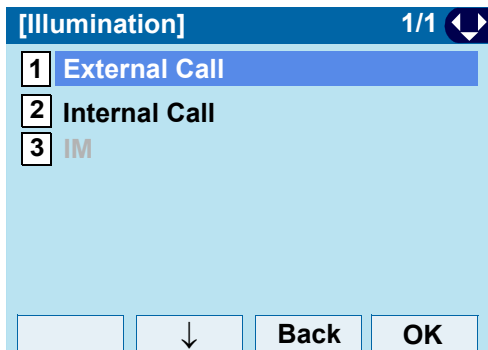 [Illumination] 1/1
1 External Call
2 Internal Call
3 IM
↓ Back OK